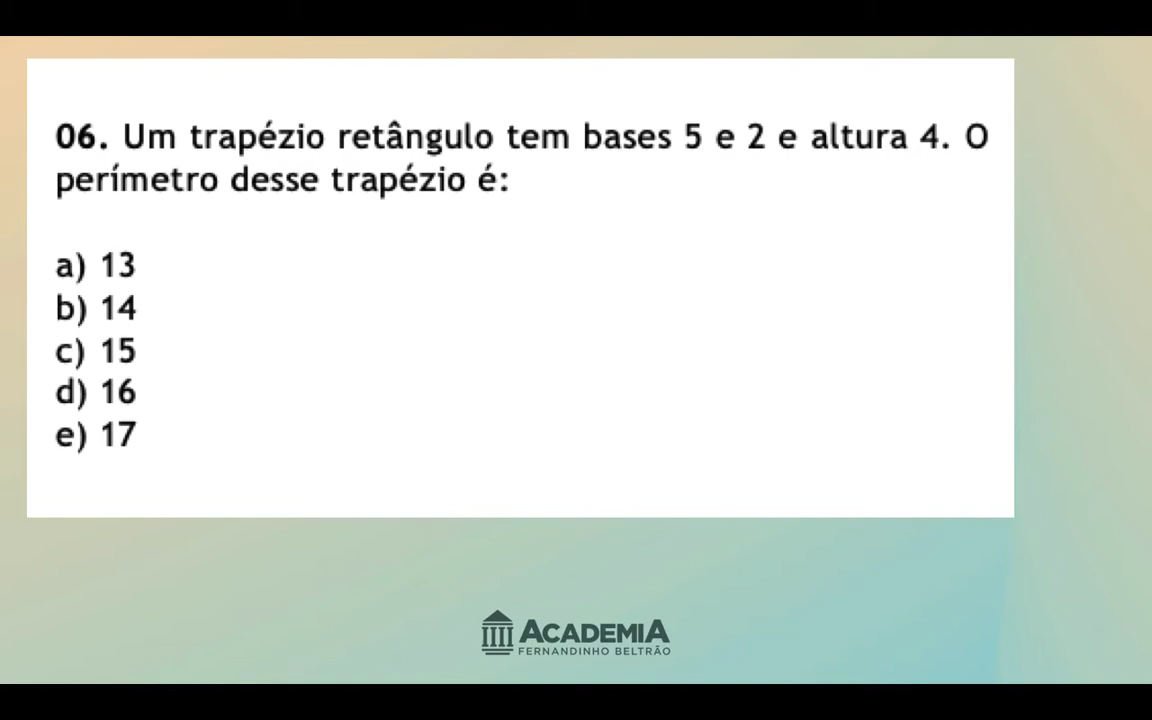 06. Um trapézio retângulo tem bases 5 e 2 e altura 4. O
perímetro desse trapézio é:
a) 13
b) 14
c) 15
d) 16
e) 17
ACADEMIA
FERNANDINHO BELTRÃO